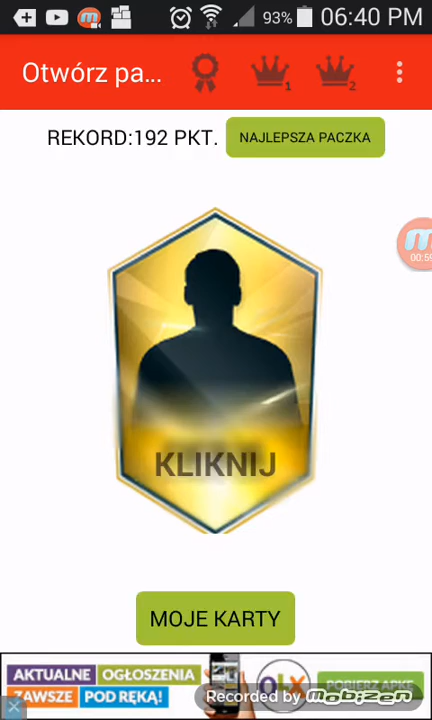 93% 06:40 PM
Otwórz pa... 1 2
REKORD:192 PKT. NAJLEPSZA PACZKA
00:59
KLIKNIJ
MOJE KARTY
AKTUALNE OGŁOSZENIA
ZAWSZE POD RĘKĄ!
OLX
POBIERZ APKĘ
Recorded by mobizen